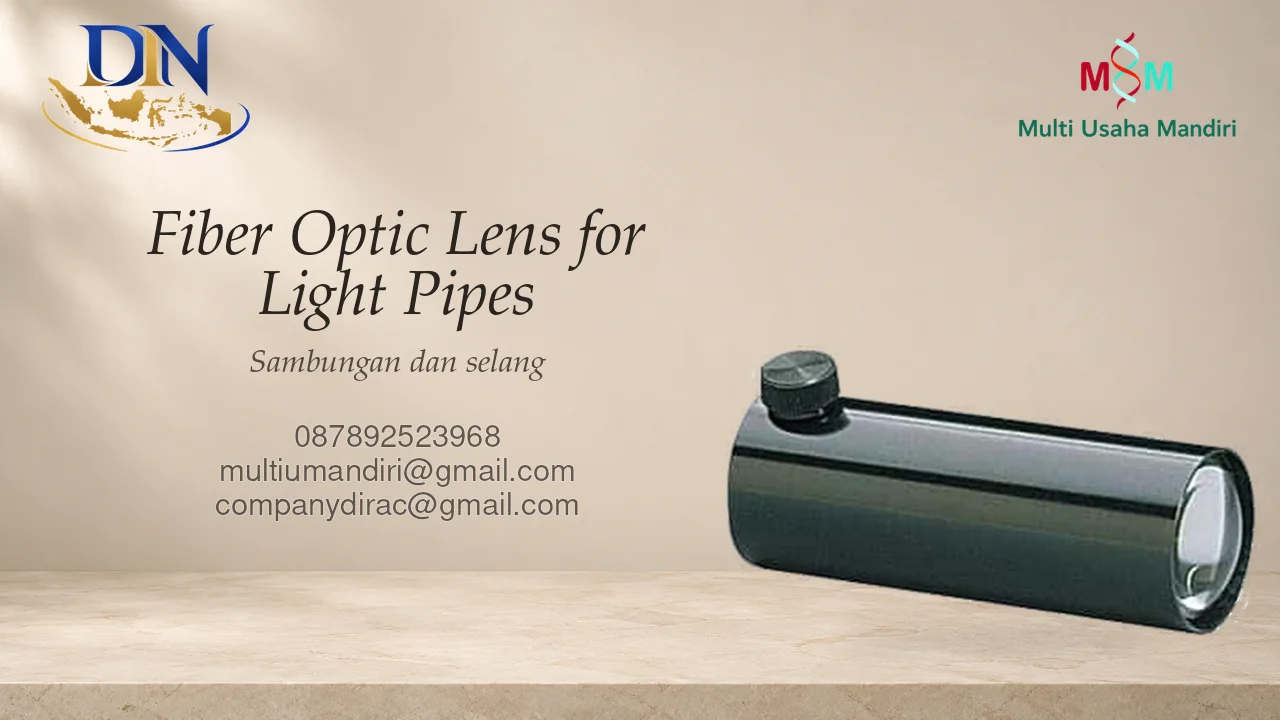 DN
M M
Multi Usaha Mandiri
Fiber Optic Lens for
Light Pipes
Sambungan dan selang
087892523968
multiumandiri@gmail.com
companydirac@gmail.com